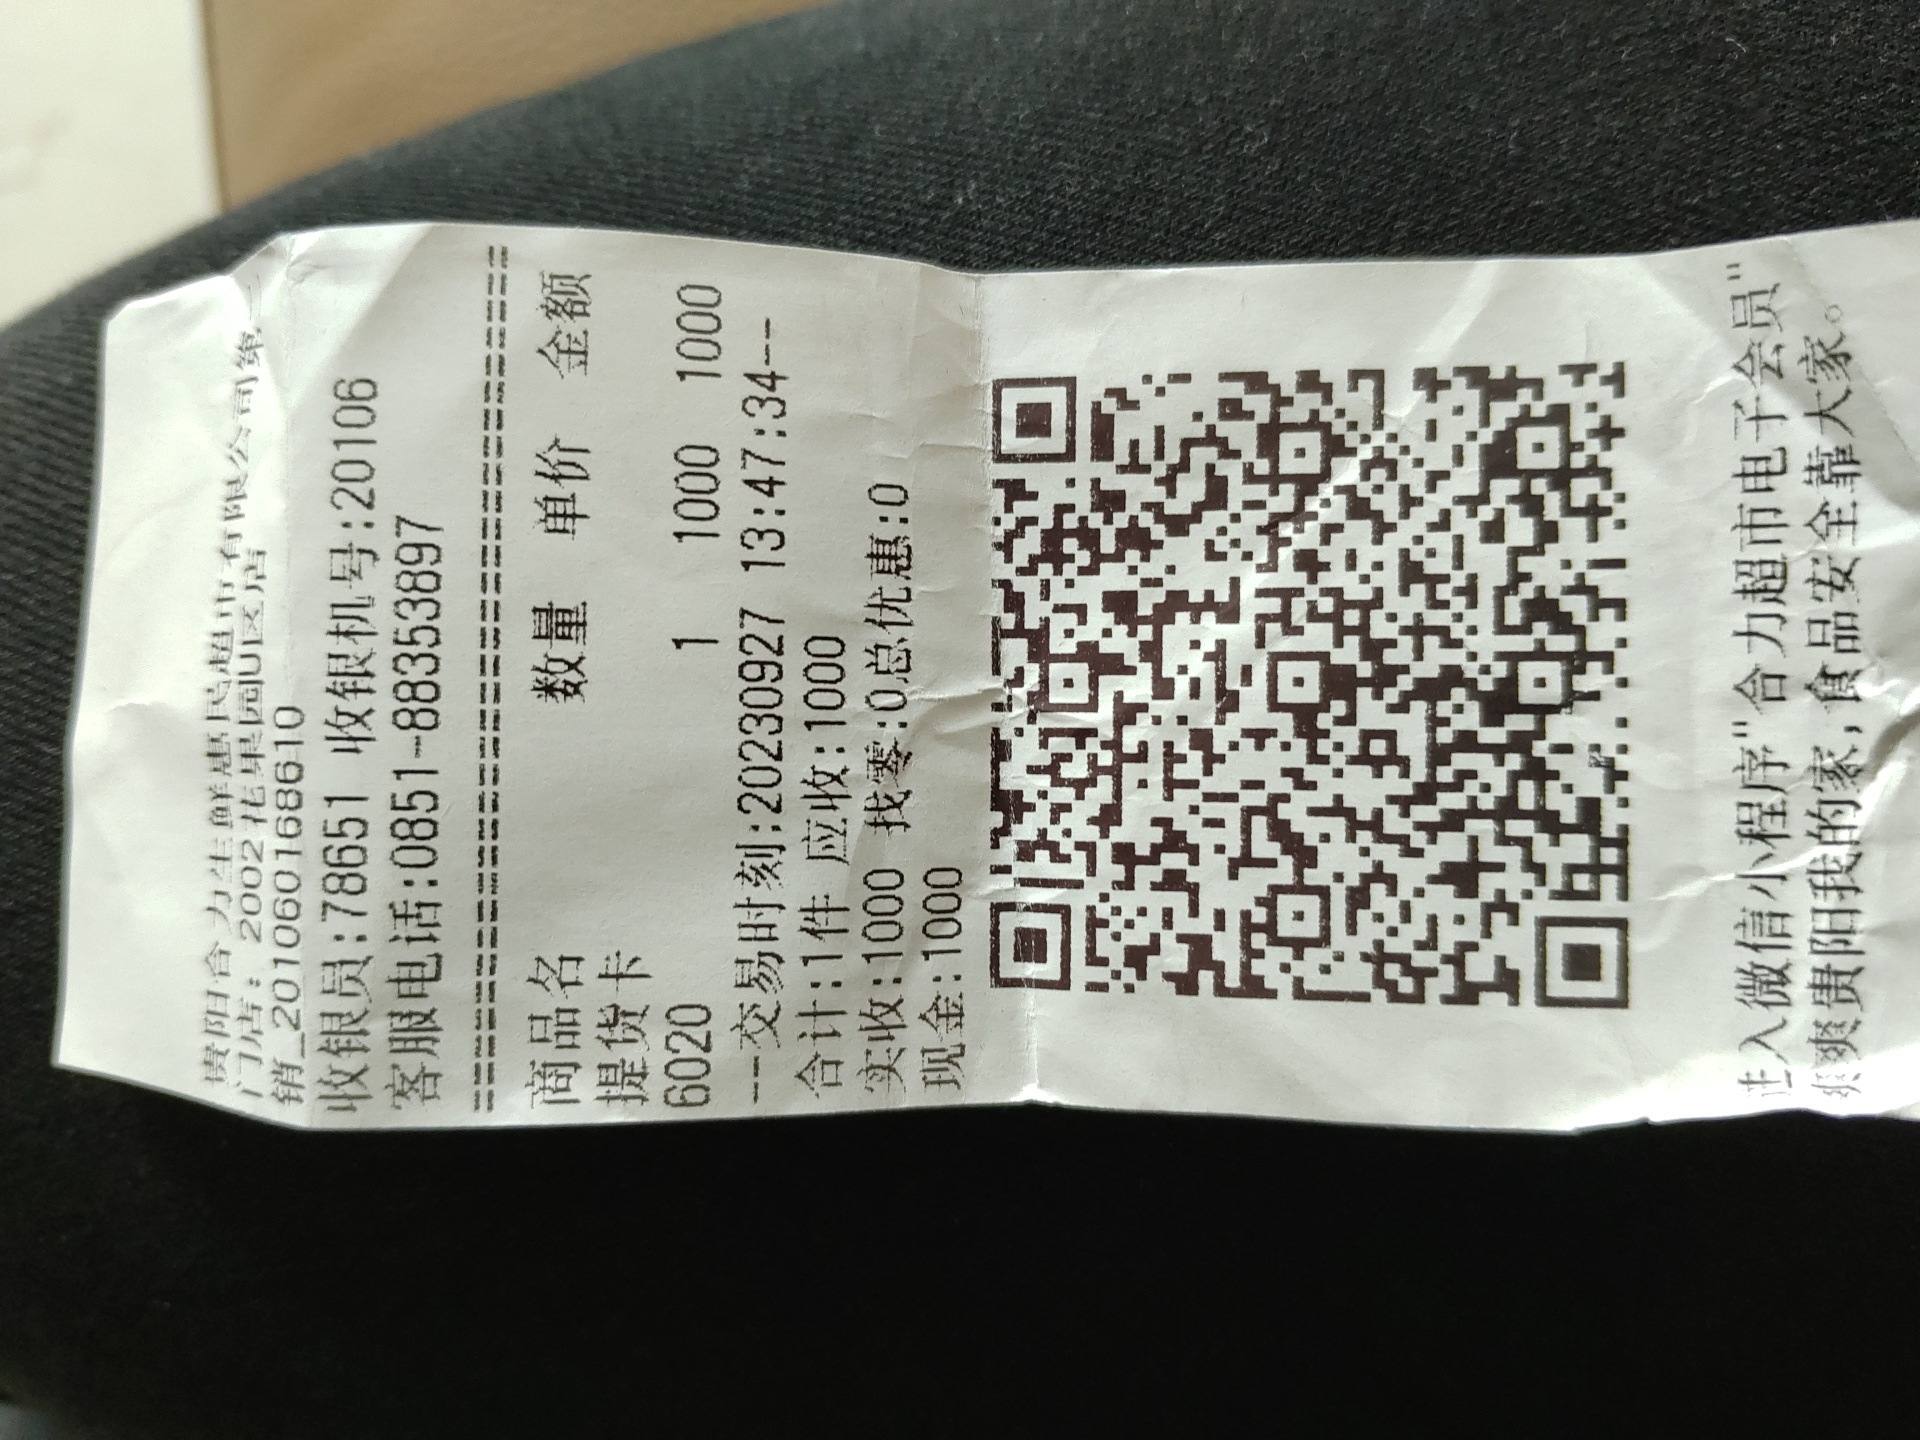 贵阳合力生鲜惠民超市有限公司第二
门店: 2002花果园U区店
销_2010601688610
收银员:78651 收银机号:20106
客服电话:0851-88353897
================================
商品名 数量 单价 金额
提货卡
6020 1 1000 1000
--交易时刻:20230927 13:47:34--
合计:1件 应收:1000
实收:1000 找零:0总优惠:0
现金:1000
进入微信小程序"合力超市电子会员"
爽爽贵阳我的家,食品安全靠大家。